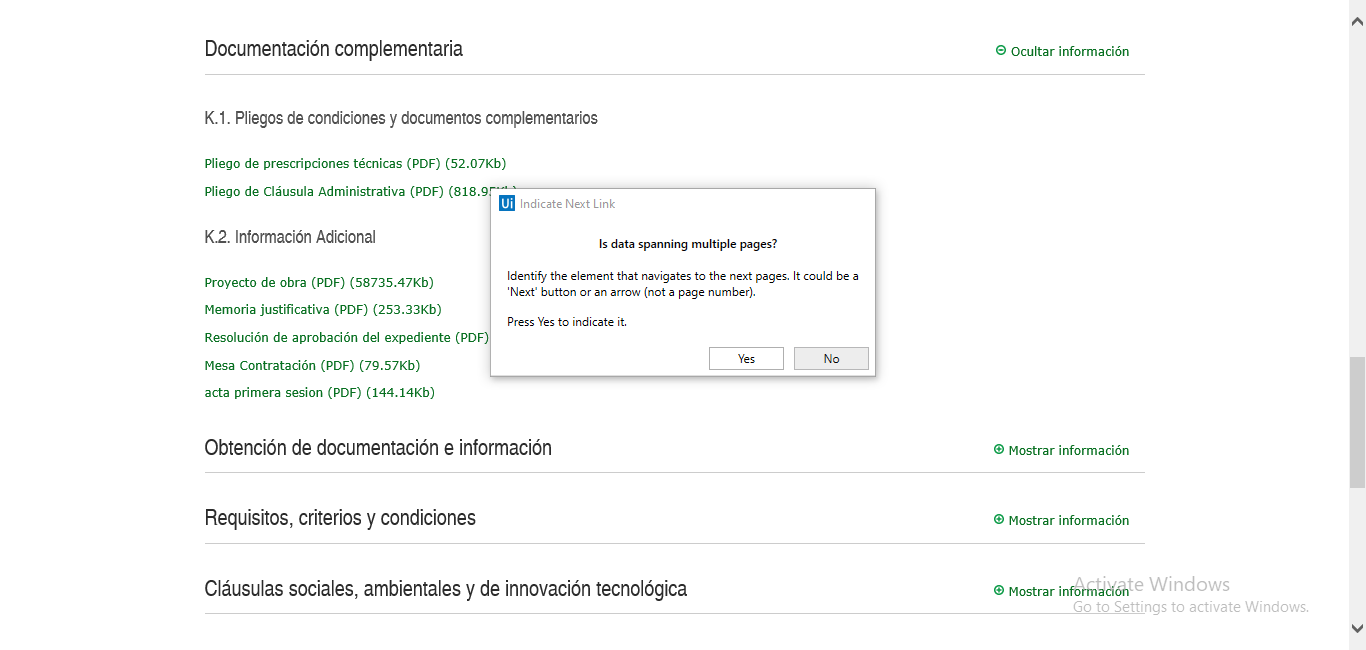 Documentación complementaria
Ocultar información
K.1. Pliegos de condiciones y documentos complementarios
Pliego de prescripciones técnicas (PDF) (52.07Kb)
Pliego de Cláusula Administrativa (PDF)
Ui Indicate Next Link
Is data spanning multiple pages?
Identify the element that navigates to the next pages. It could be a
'Next' button or an arrow (not a page number).
Press Yes to indicate it.
Yes
No
K.2. Información Adicional
Proyecto de obra (PDF) (58735.47Kb)
Memoria justificativa (PDF) (253.33Kb)
Resolución de aprobación del expediente (PDF)
Mesa Contratación (PDF) (79.57Kb)
acta primera sesion (PDF) (144.14Kb)
Obtención de documentación e información
Mostrar información
Requisitos, criterios y condiciones
Mostrar información
Cláusulas sociales, ambientales y de innovación tecnológica
Mostrar información
Activate Windows
Go to Settings to activate Windows.